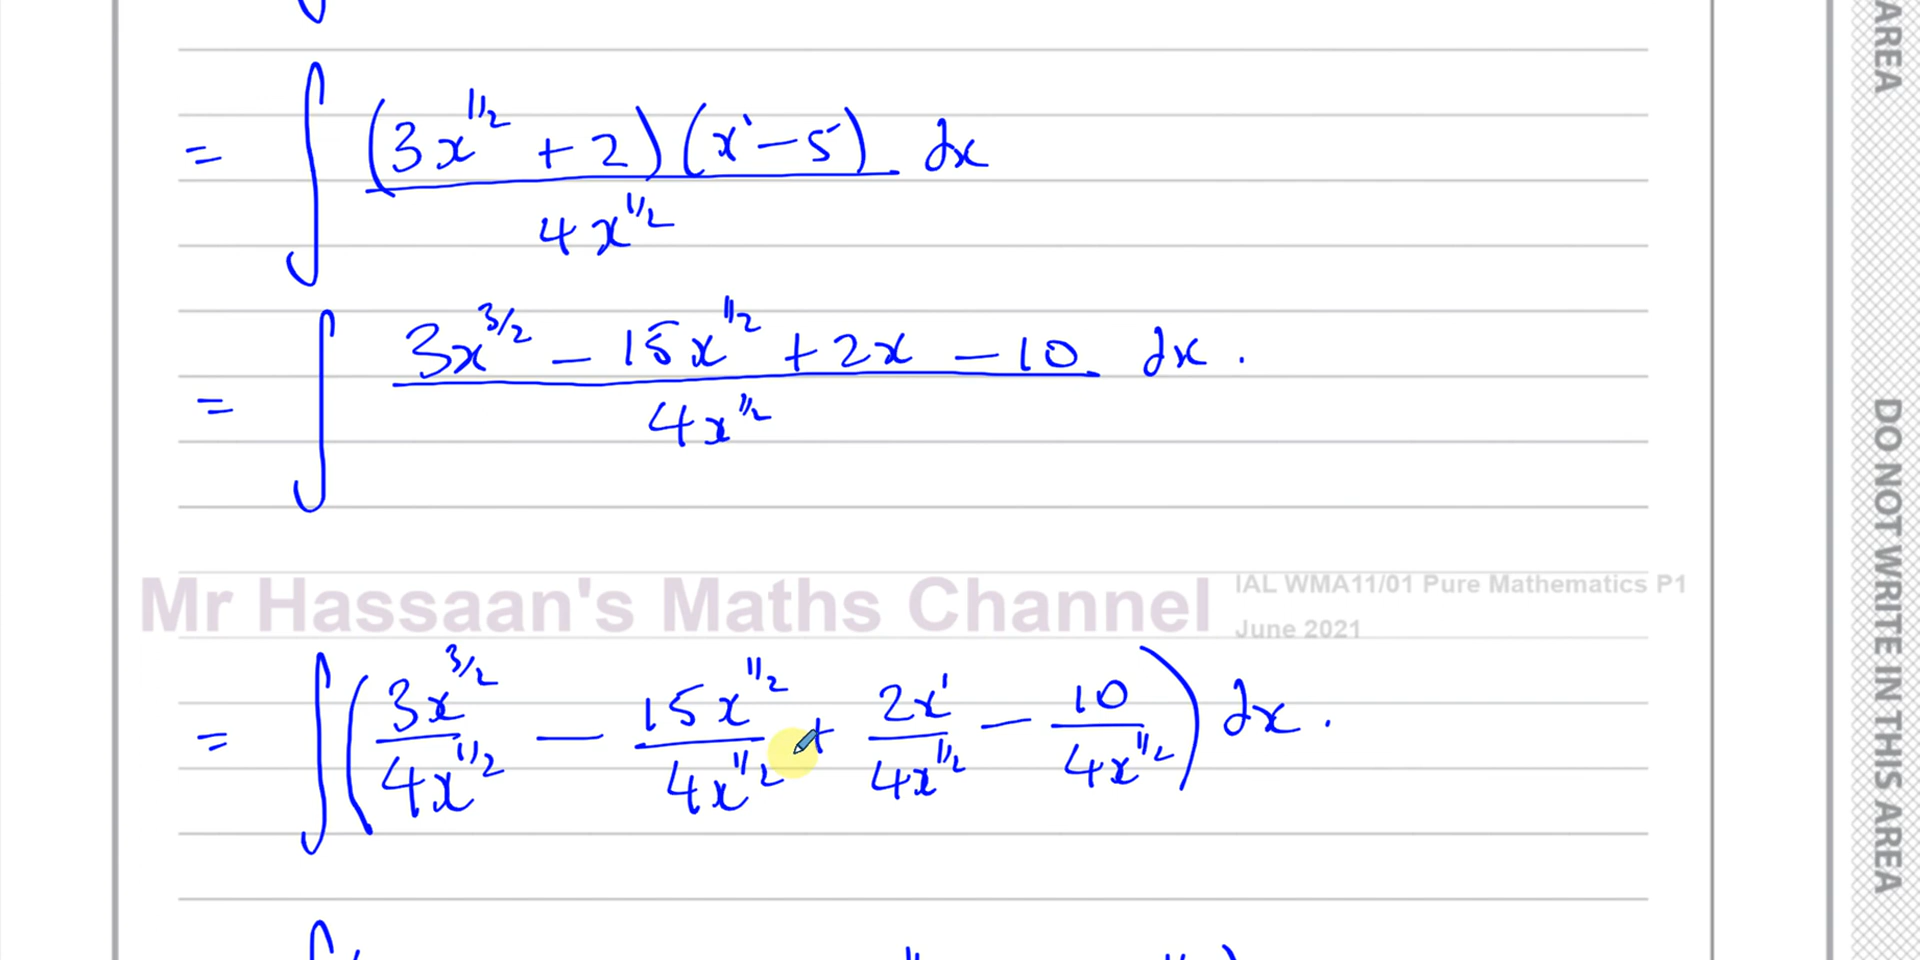 = ∫ (3x^1/2 + 2)(x^1 − 5) / 4x^1/2 dx
= ∫ 3x^3/2 − 15x^1/2 + 2x − 10 / 4x^1/2 dx.
Mr Hassaan's Maths Channel
IAL WMA11/01 Pure Mathematics P1
June 2021
= ∫ (3x^3/2 / 4x^1/2 − 15x^1/2 / 4x^1/2 + 2x^1 / 4x^1/2 − 10 / 4x^1/2) dx.
AREA
DO NOT WRITE IN THIS AREA